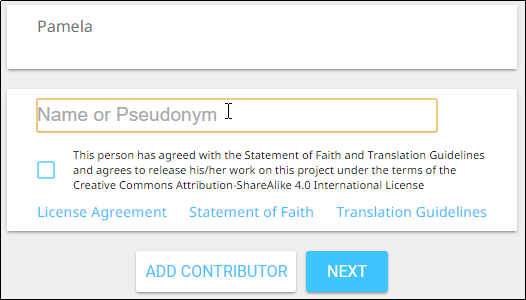 Pamela
Name or Pseudonym
This person has agreed with the Statement of Faith and Translation Guidelines
and agrees to release his/her work on this project under the terms of the
Creative Commons Attribution-ShareAlike 4.0 International License
License Agreement Statement of Faith Translation Guidelines
ADD CONTRIBUTOR NEXT